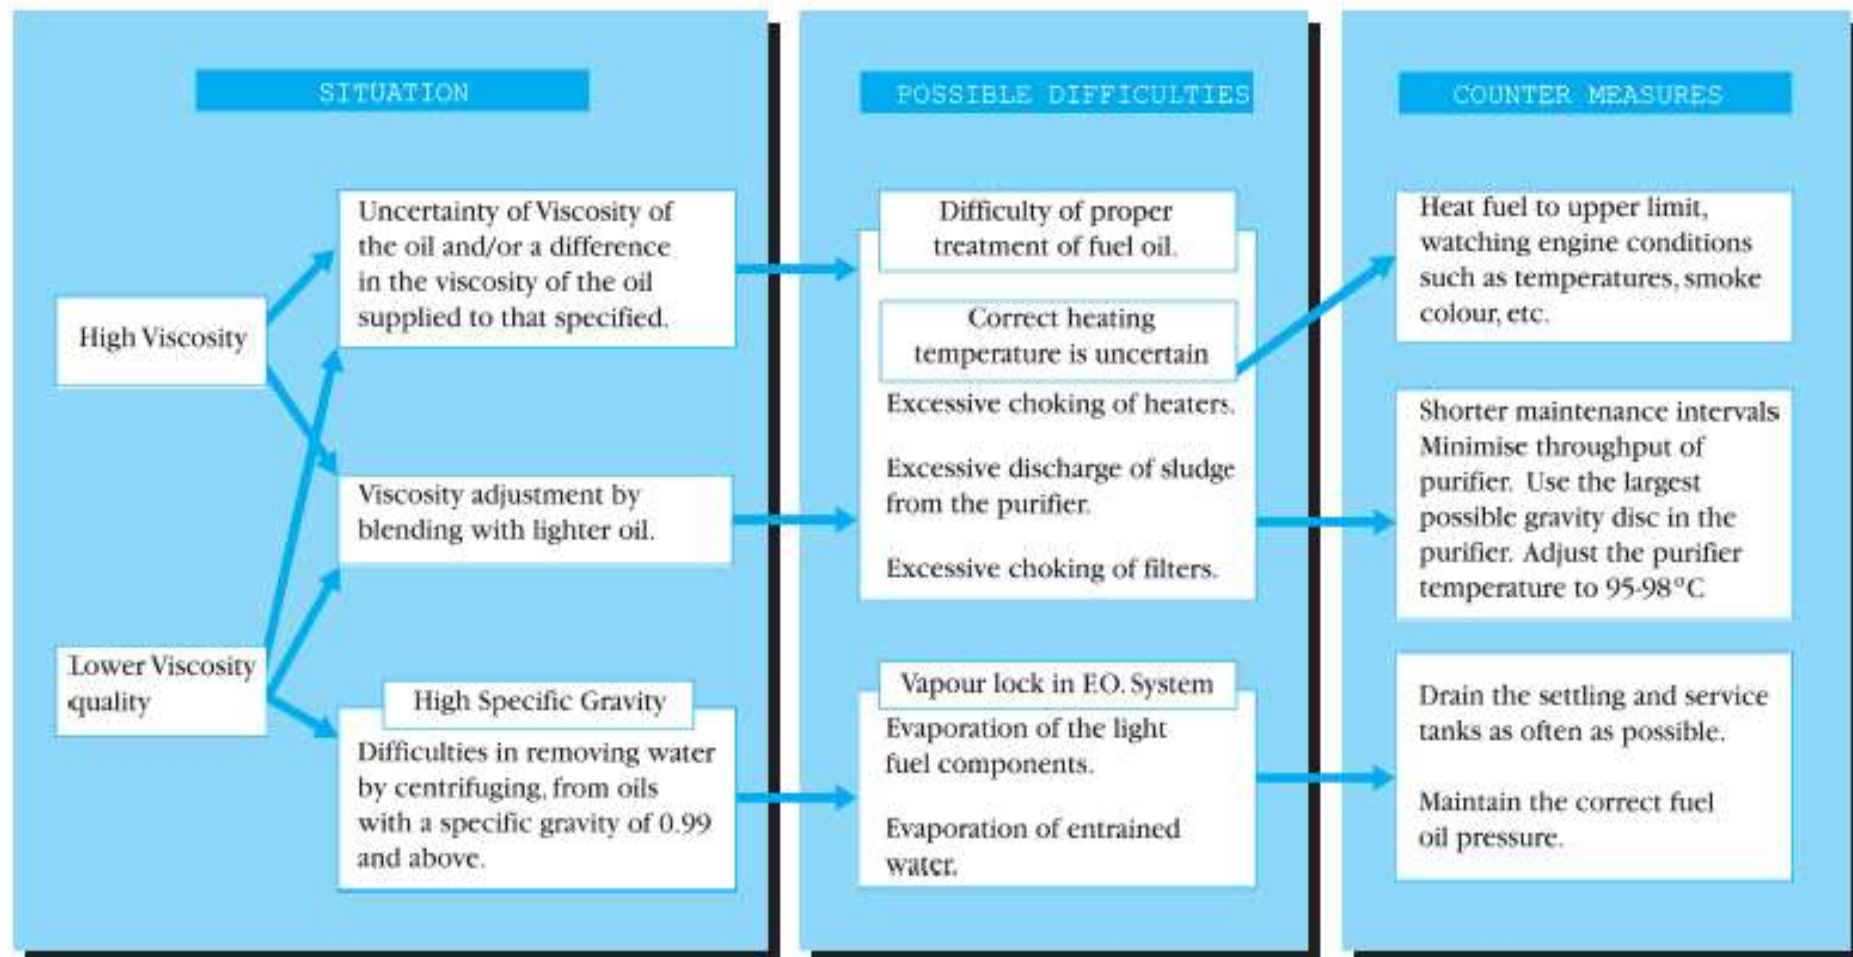 SITUATION
High Viscosity
Lower Viscosity
quality
Uncertainty of Viscosity of
the oil and/or a difference
in the viscosity of the oil
supplied to that specified.
Viscosity adjustment by
blending with lighter oil.
High Specific Gravity
Difficulties in removing water
by centrifuging, from oils
with a specific gravity of 0.99
and above.
POSSIBLE DIFFICULTIES
Difficulty of proper
treatment of fuel oil.
Correct heating
temperature is uncertain
Excessive choking of heaters.
Excessive discharge of sludge
from the purifier.
Excessive choking of filters.
Vapour lock in F.O. System
Evaporation of the light
fuel components.
Evaporation of entrained
water.
COUNTER MEASURES
Heat fuel to upper limit,
watching engine conditions
such as temperatures, smoke
colour, etc.
Shorter maintenance intervals
Minimise throughput of
purifier. Use the largest
possible gravity disc in the
purifier. Adjust the purifier
temperature to 95-98°C
Drain the settling and service
tanks as often as possible.
Maintain the correct fuel
oil pressure.